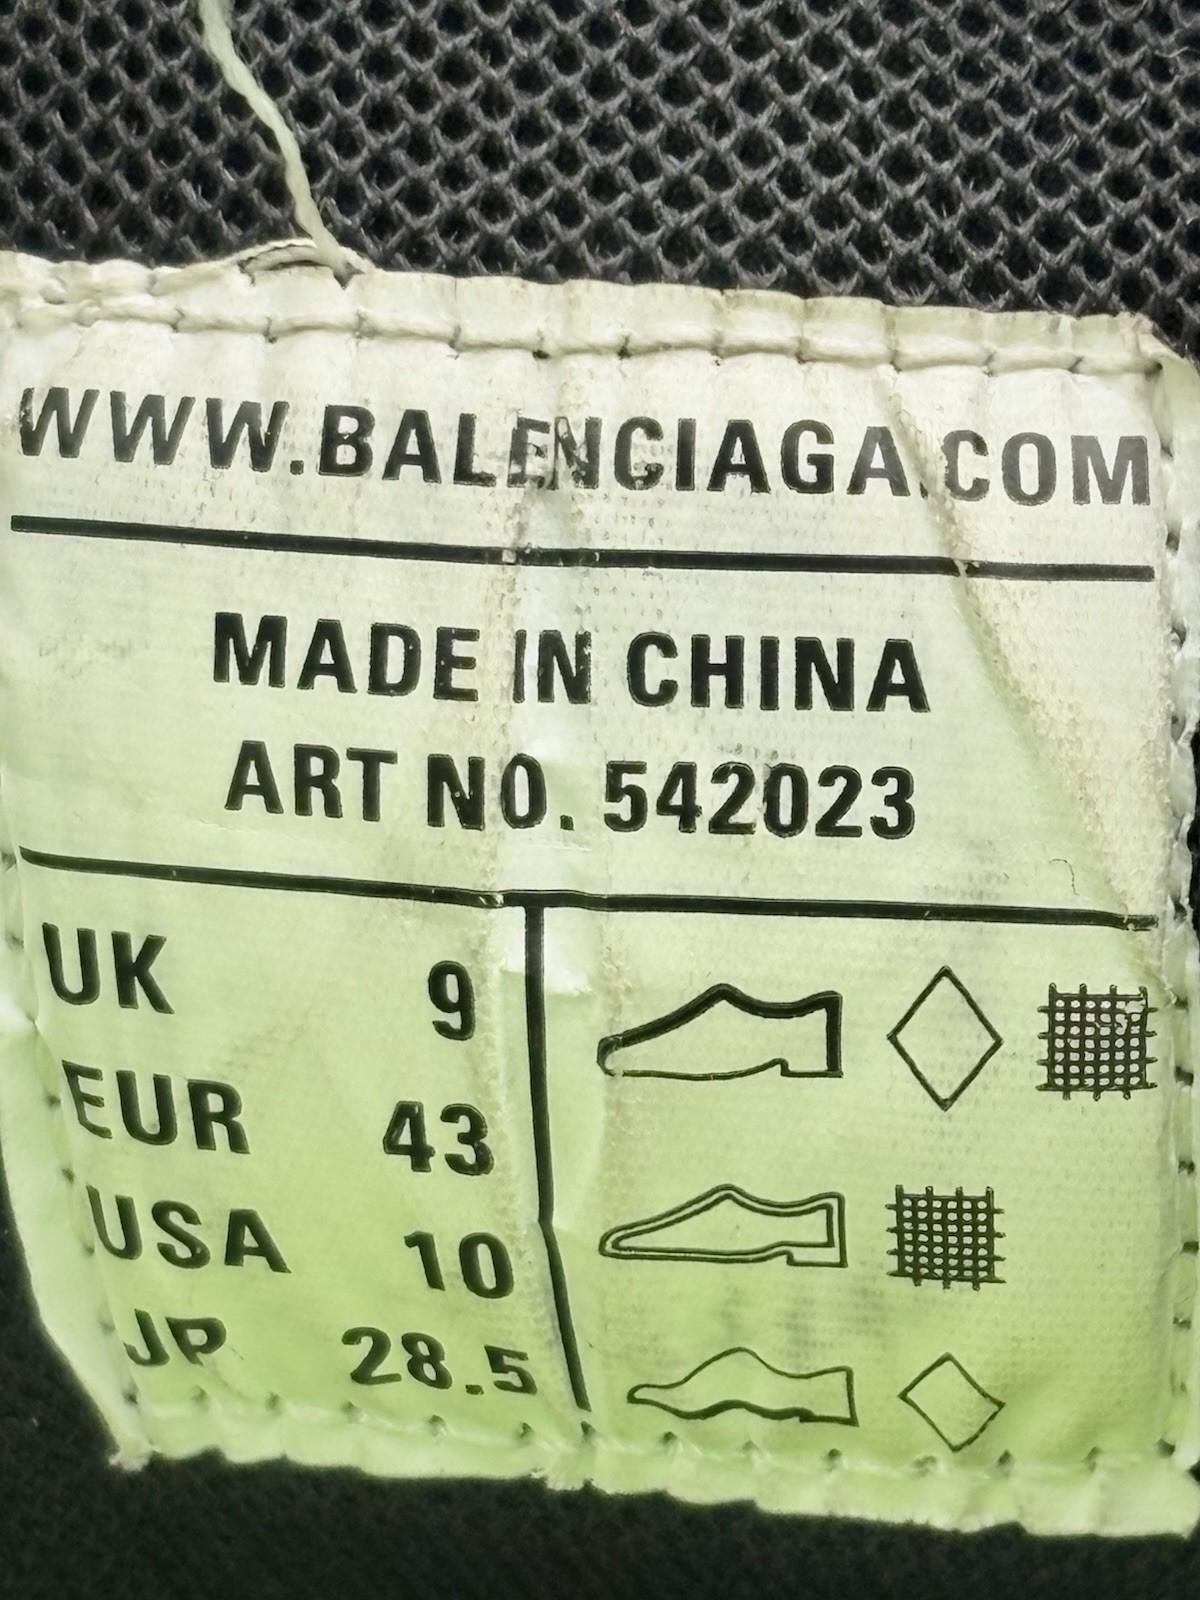 WWW.BALENCIAGA.COM
MADE IN CHINA
ART NO. 542023
UK 9
EUR 43
USA 10
JP 28.5